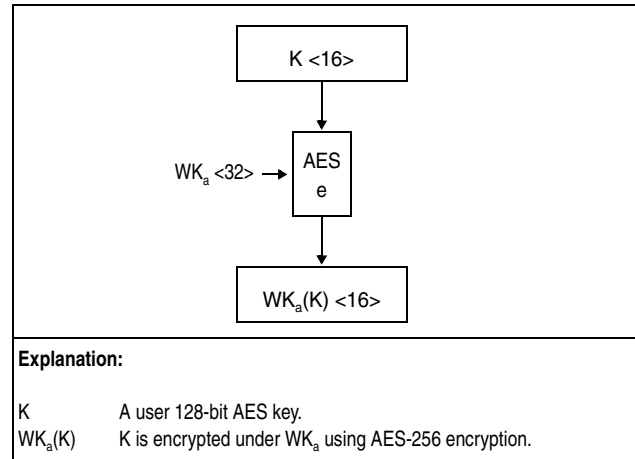 K <16>
WKa <32>
AES
e
WKa(K) <16>
Explanation:
K A user 128-bit AES key.
WKa(K) K is encrypted under WKa using AES-256 encryption.